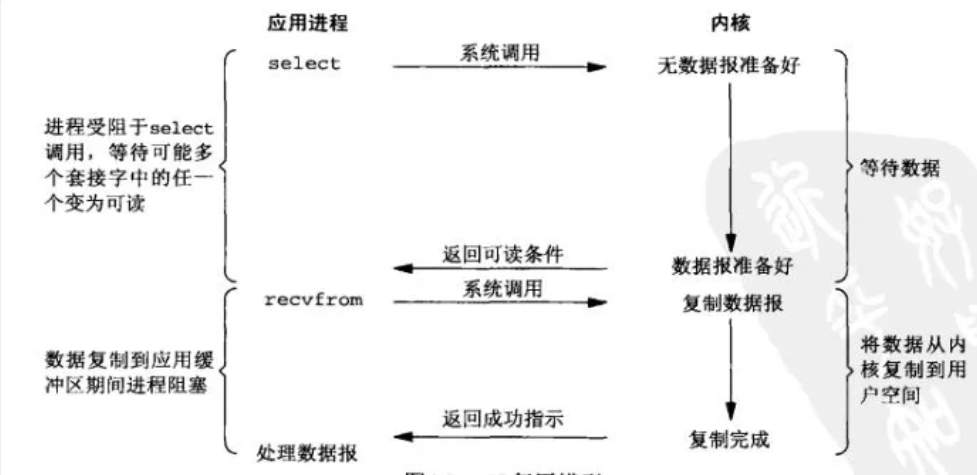 应用进程
内核
select
系统调用
无数据报准备好
进程受阻于select
调用，等待可能多
个套接字中的任一
个变为可读
等待数据
返回可读条件
数据报准备好
recvfrom
系统调用
复制数据报
数据复制到应用缓
冲区期间进程阻塞
将数据从内
核复制到用
户空间
返回成功指示
处理数据报
复制完成